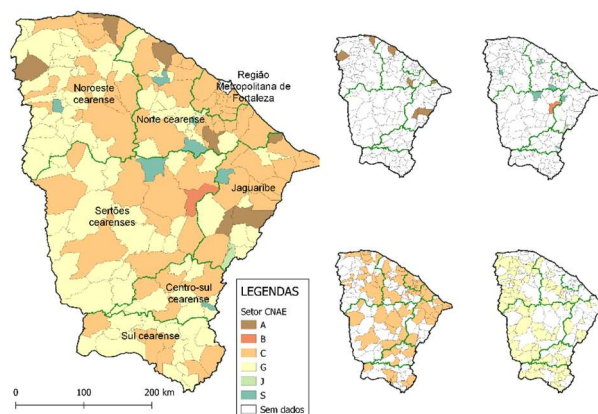 Noroeste
cearense
Região
Metropolitana de
Fortaleza
Norte cearense
Jaguaribe
Sertões
cearenses
Centro-sul
cearense
Sul cearense
LEGENDAS
Setor CNAE
A
B
C
G
J
S
Sem dados
0 100 200 km